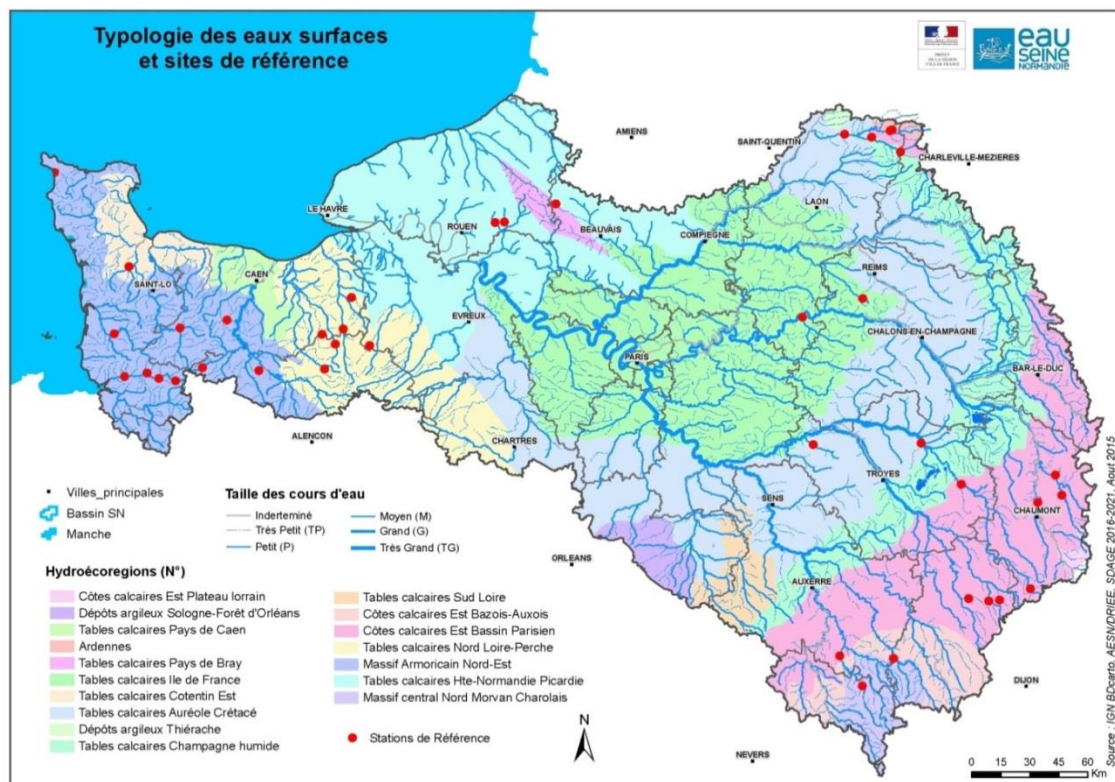 Typologie des eaux surfaces
et sites de référence
eau
SEINE
NORMANDIE
AMIENS
SAINT-QUENTIN
CHARLEVILLE-MEZIERES
LAON
LE HAVRE
ROUEN
BEAUVAIS
COMPIEGNE
REIMS
CAEN
SAINT-LO
EVREUX
CHALONS-EN-CHAMPAGNE
PARIS
BAR-LE-DUC
ALENCON
CHARTRES
TROYES
SENS
CHAUMONT
ORLEANS
AUXERRE
DIJON
NEVERS
Villes_principales
Bassin SN
Manche
Taille des cours d'eau
Indeterminé
Très Petit (TP)
Petit (P)
Moyen (M)
Grand (G)
Très Grand (TG)
Hydroécoregions (N°)
Côtes calcaires Est Plateau lorrain
Dépôts argileux Sologne-Forêt d'Orléans
Tables calcaires Pays de Caen
Ardennes
Tables calcaires Pays de Bray
Tables calcaires Ile de France
Tables calcaires Cotentin Est
Tables calcaires Auréole Crétacé
Dépôts argileux Thiérache
Tables calcaires Champagne humide
Tables calcaires Sud Loire
Côtes calcaires Est Bazois-Auxois
Côtes calcaires Est Bassin Parisien
Tables calcaires Nord Loire-Perche
Massif Armoricain Nord-Est
Tables calcaires Hte-Normandie Picardie
Massif central Nord Morvan Charolais
Stations de Référence
N
0 15 30 45 60
Km
Source : IGN BDcarto, AESN/DRIEE, SDAGE 2016-2021, Aout 2015